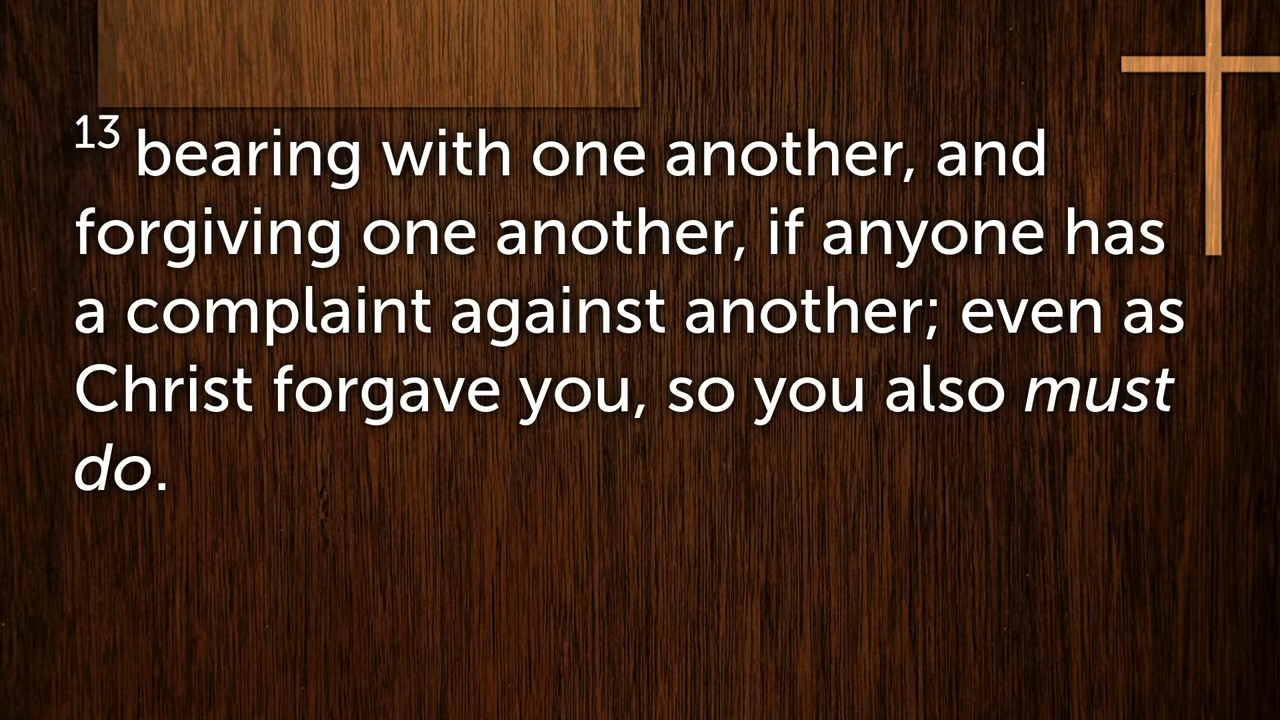 13 bearing with one another, and
forgiving one another, if anyone has
a complaint against another; even as
Christ forgave you, so you also must
do.